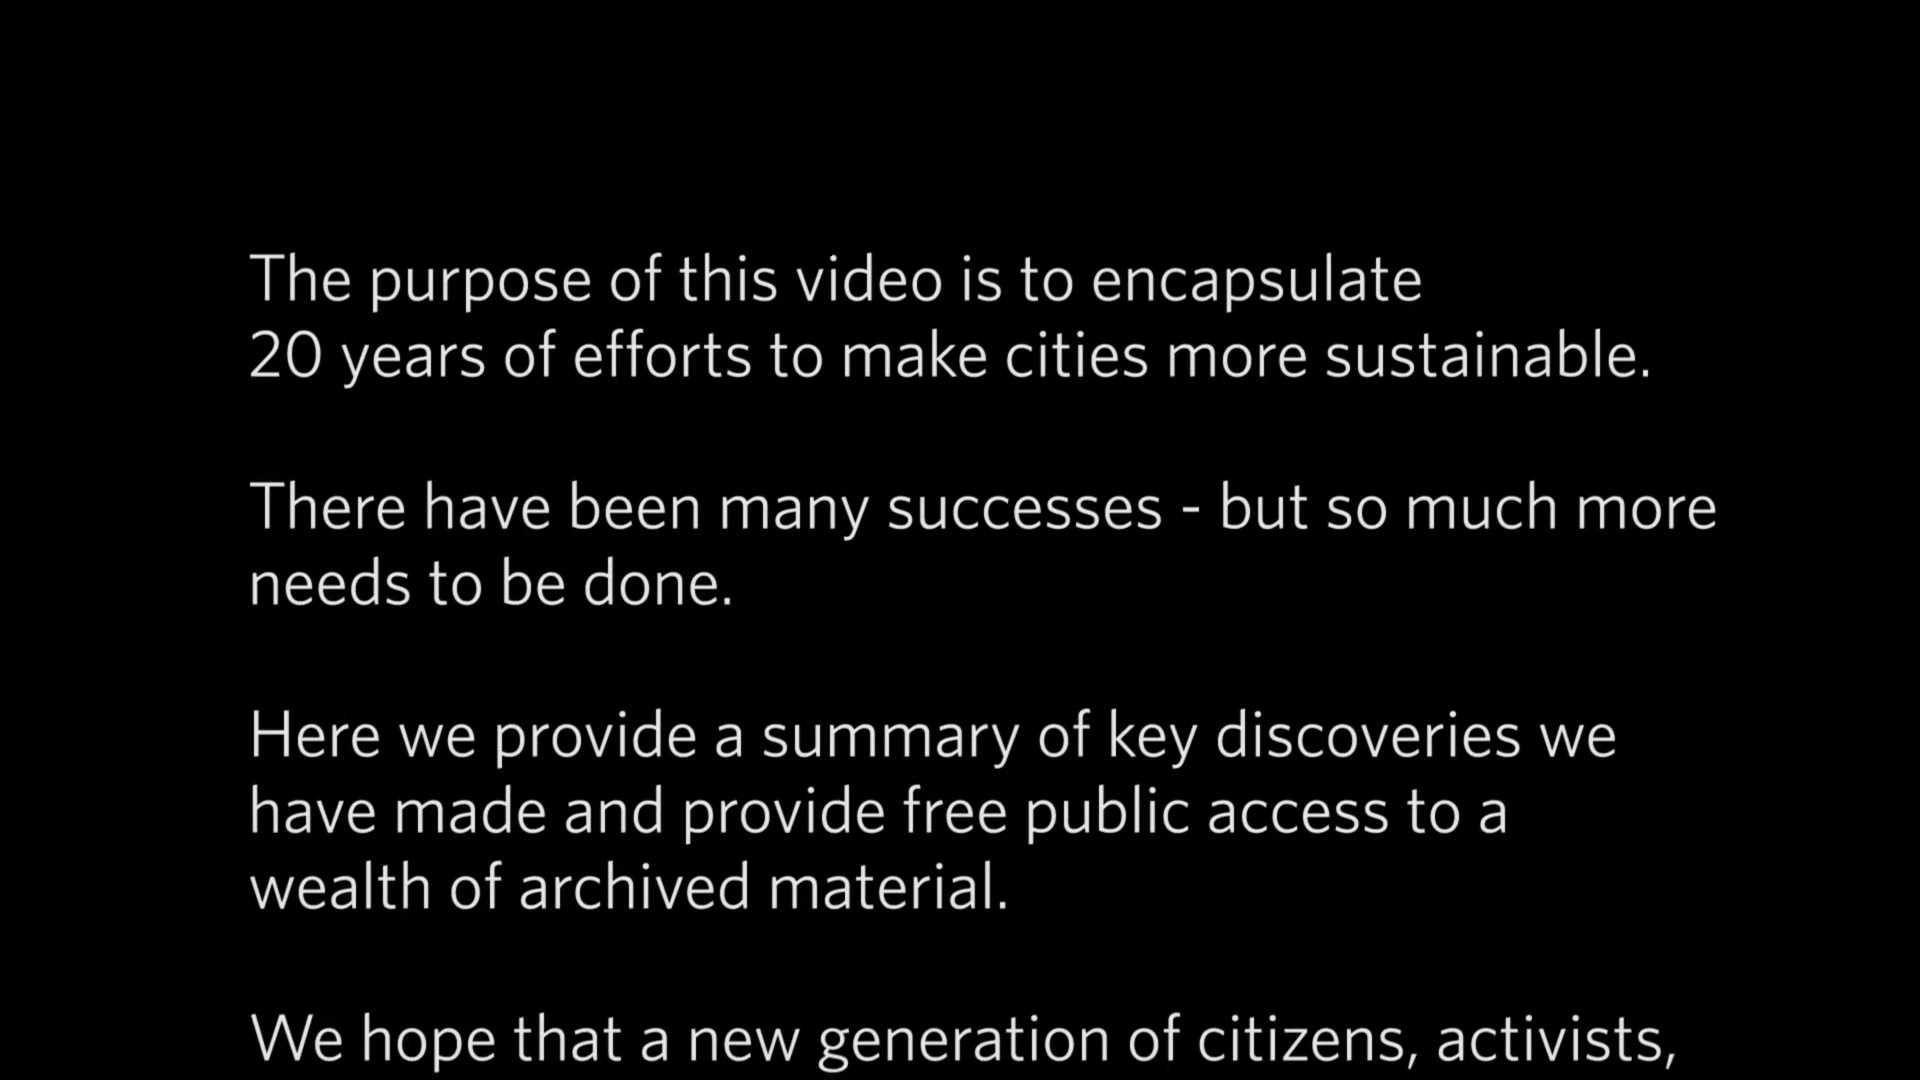 The purpose of this video is to encapsulate
20 years of efforts to make cities more sustainable.
There have been many successes - but so much more
needs to be done.
Here we provide a summary of key discoveries we
have made and provide free public access to a
wealth of archived material.
We hope that a new generation of citizens, activists,